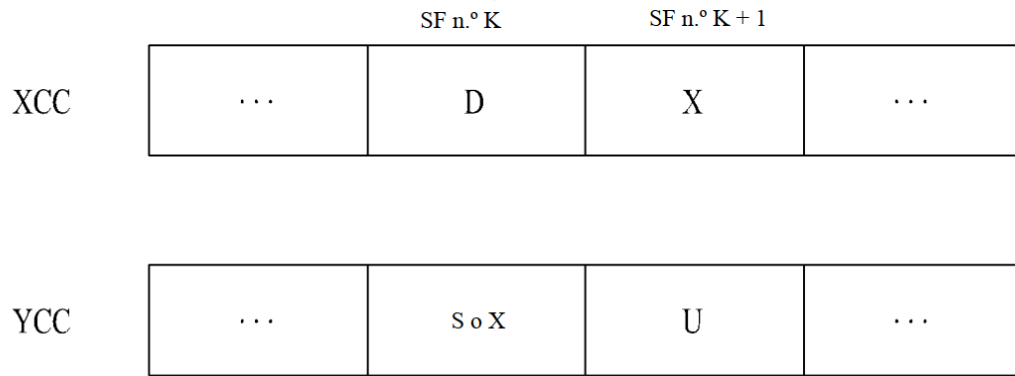 SF n.º K SF n.º K + 1
XCC ... D X ...
YCC ... S o X U ...